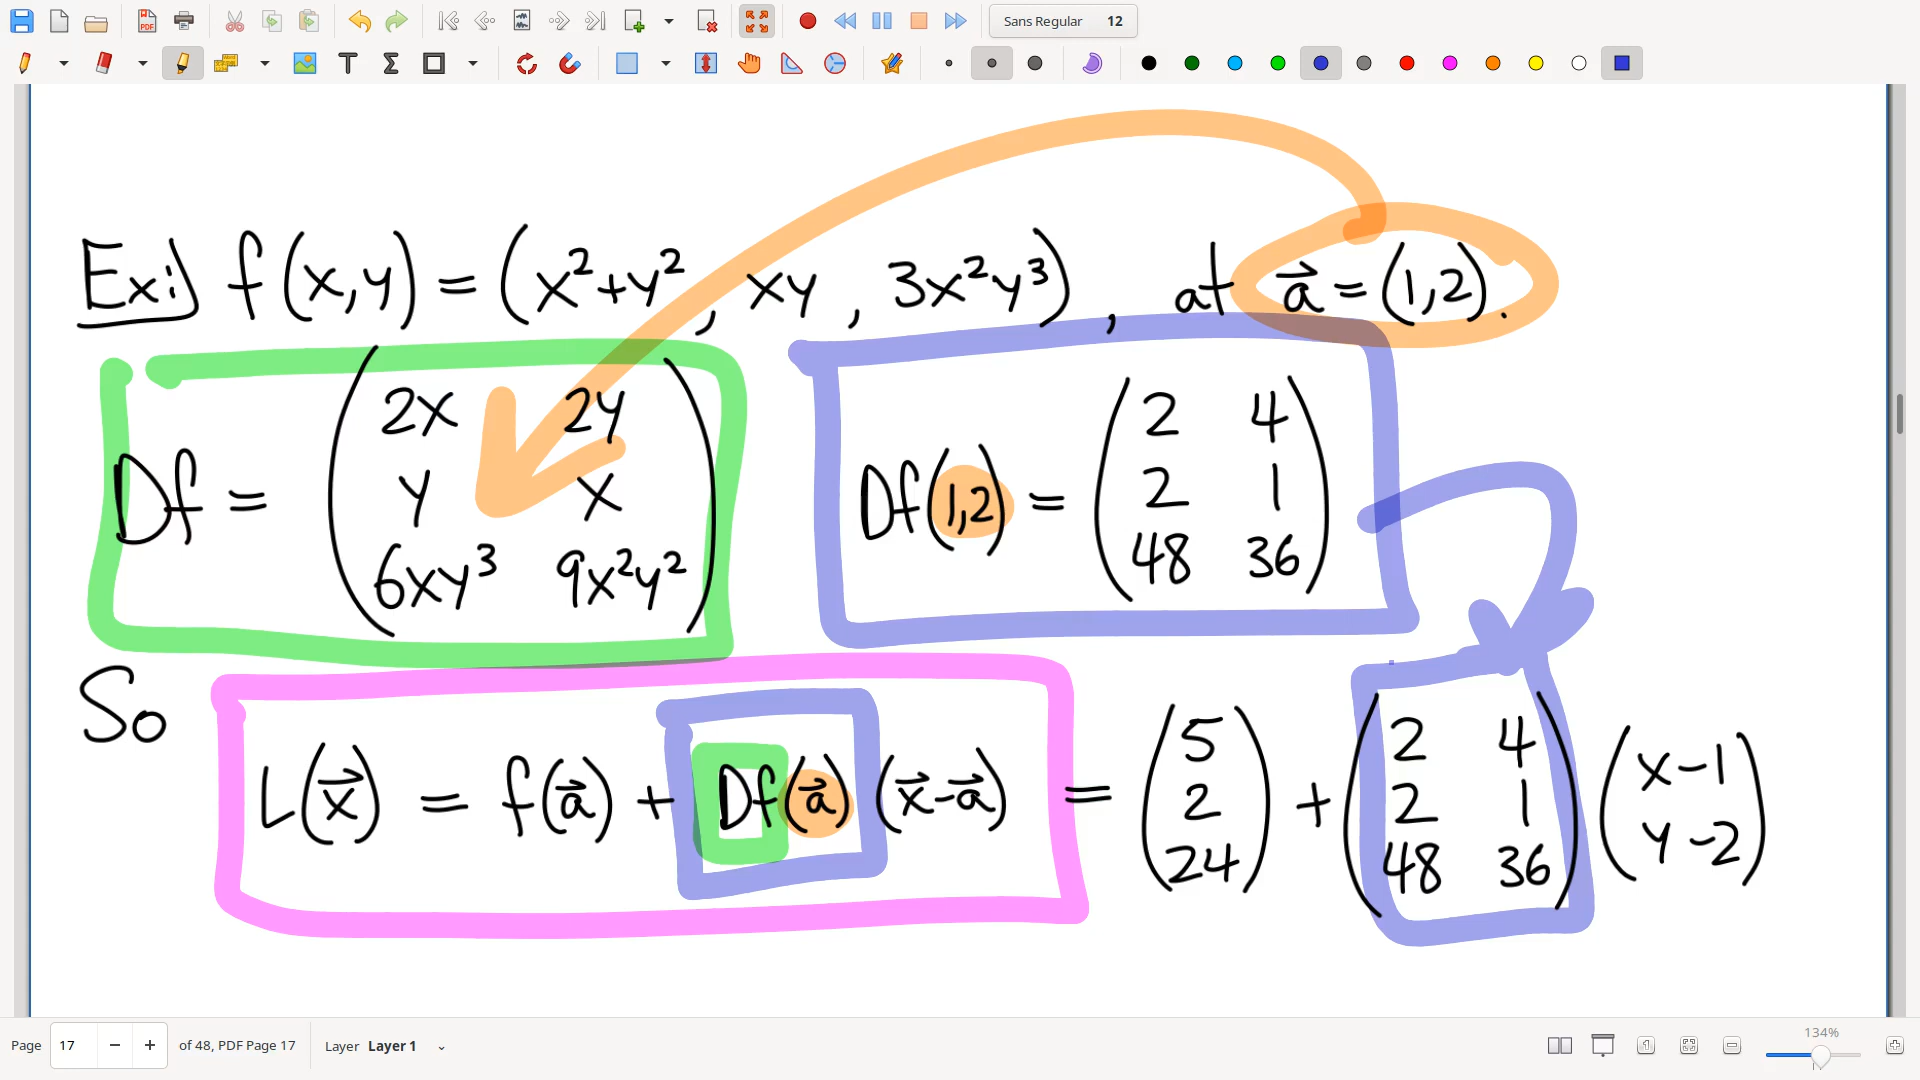 Sans Regular 12
Ex: f(x,y) = (x²+y², xy, 3x²y³), at a⃗ = (1,2).
Df = ( 2x 2y
y x
6xy³ 9x²y² )
Df(1,2) = ( 2 4
2 1
48 36 )
So
L(x⃗) = f(a⃗) + Df(a⃗) (x⃗-a⃗) = ( 5
2
24 ) + ( 2 4
2 1
48 36 ) ( x-1
y-2 )
Page 17 of 48, PDF Page 17 Layer Layer 1 134%